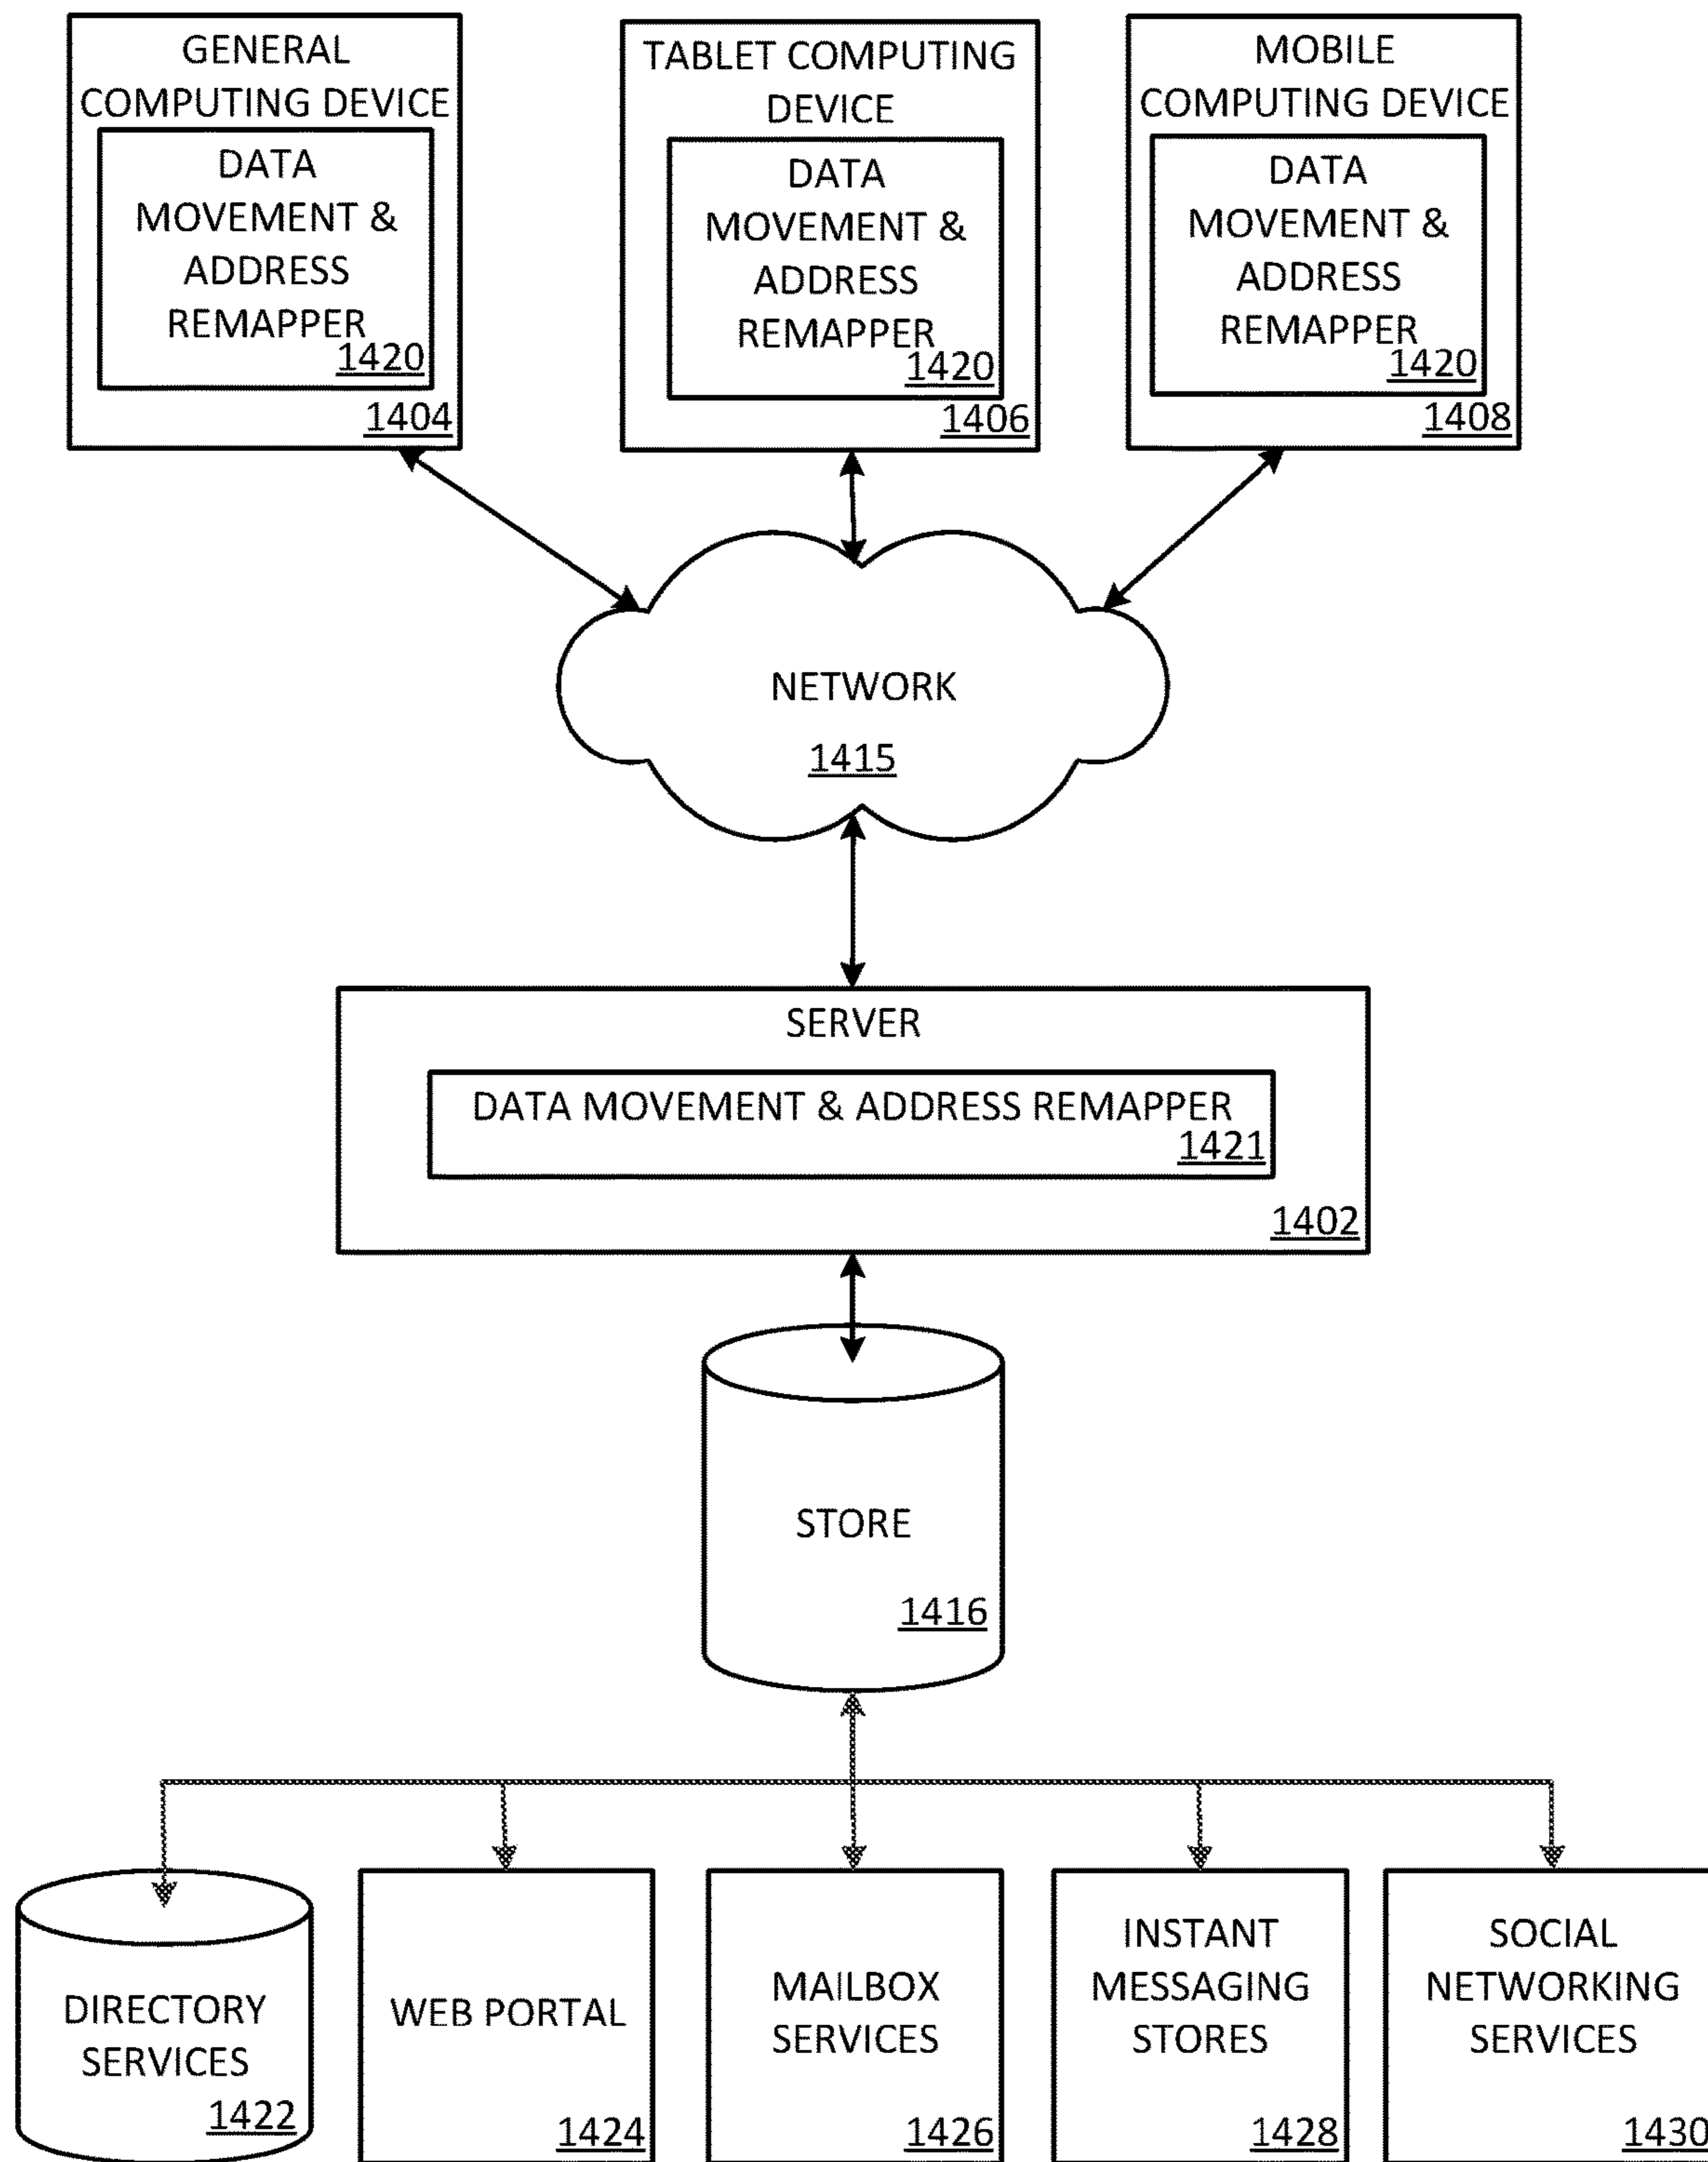 GENERAL
COMPUTING DEVICE
DATA
MOVEMENT &
ADDRESS
REMAPPER
1420
1404
TABLET COMPUTING
DEVICE
DATA
MOVEMENT &
ADDRESS
REMAPPER
1420
1406
MOBILE
COMPUTING DEVICE
DATA
MOVEMENT &
ADDRESS
REMAPPER
1420
1408
NETWORK
1415
SERVER
DATA MOVEMENT & ADDRESS REMAPPER
1421
1402
STORE
1416
DIRECTORY
SERVICES
1422
WEB PORTAL
1424
MAILBOX
SERVICES
1426
INSTANT
MESSAGING
STORES
1428
SOCIAL
NETWORKING
SERVICES
1430